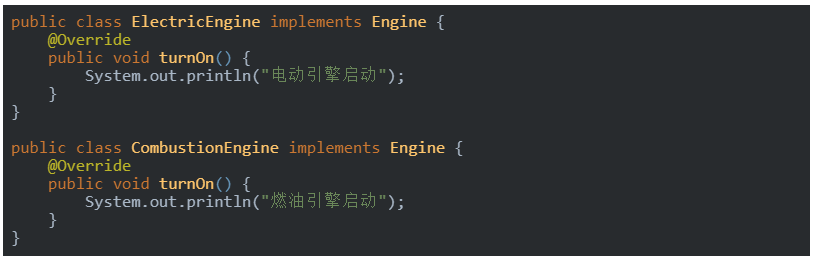 public class ElectricEngine implements Engine {
    @Override
    public void turnOn() {
        System.out.println("电动引擎启动");
    }
}

public class CombustionEngine implements Engine {
    @Override
    public void turnOn() {
        System.out.println("燃油引擎启动");
    }
}